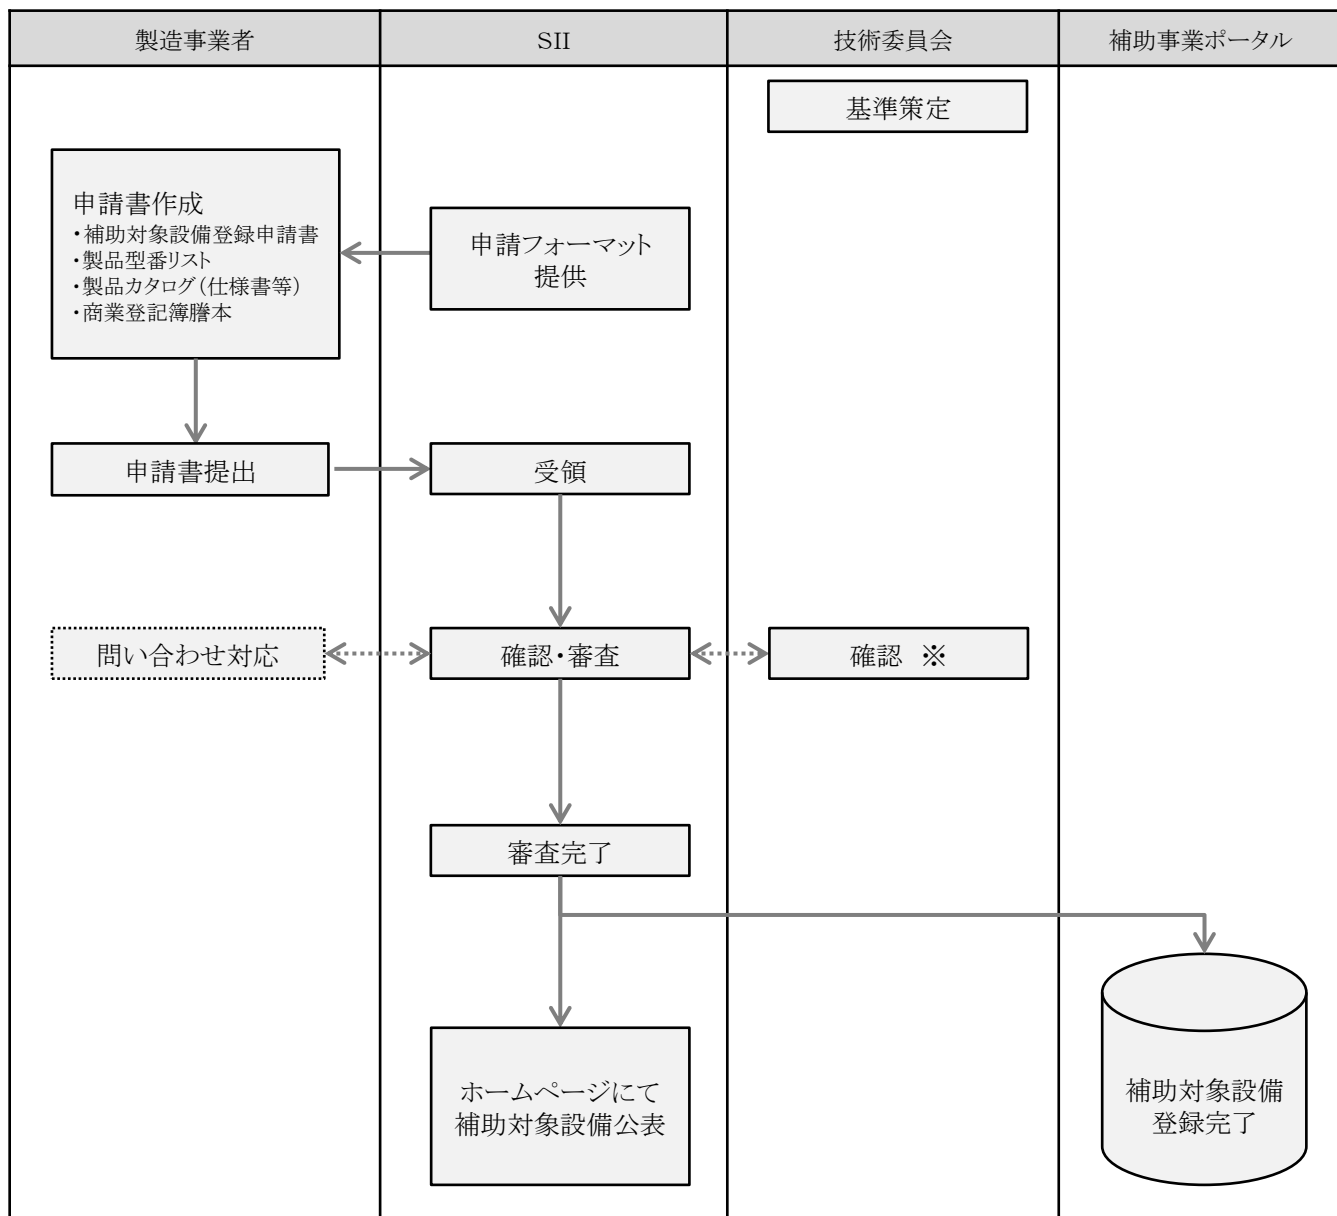 製造事業者
SII
技術委員会
補助事業ポータル
基準策定
申請書作成
・補助対象設備登録申請書
・製品型番リスト
・製品カタログ(仕様書等)
・商業登記簿謄本
申請フォーマット
提供
申請書提出
受領
問い合わせ対応
確認・審査
確認 ※
審査完了
ホームページにて
補助対象設備公表
補助対象設備
登録完了